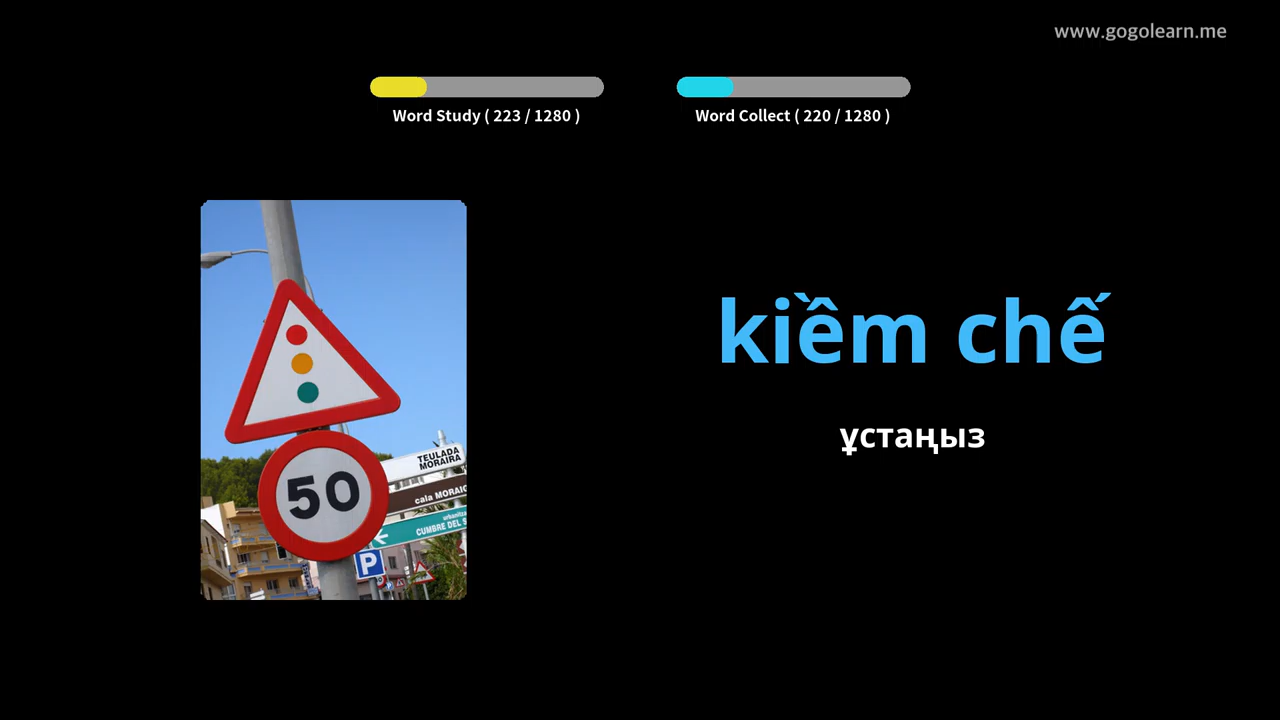 www.gogolearn.me
Word Study ( 223 / 1280 )
Word Collect ( 220 / 1280 )
kiềm chế
ұстаңыз
50
TEULADA
MORAIRA
cala
urbanitza
CUMBRE DEL
P